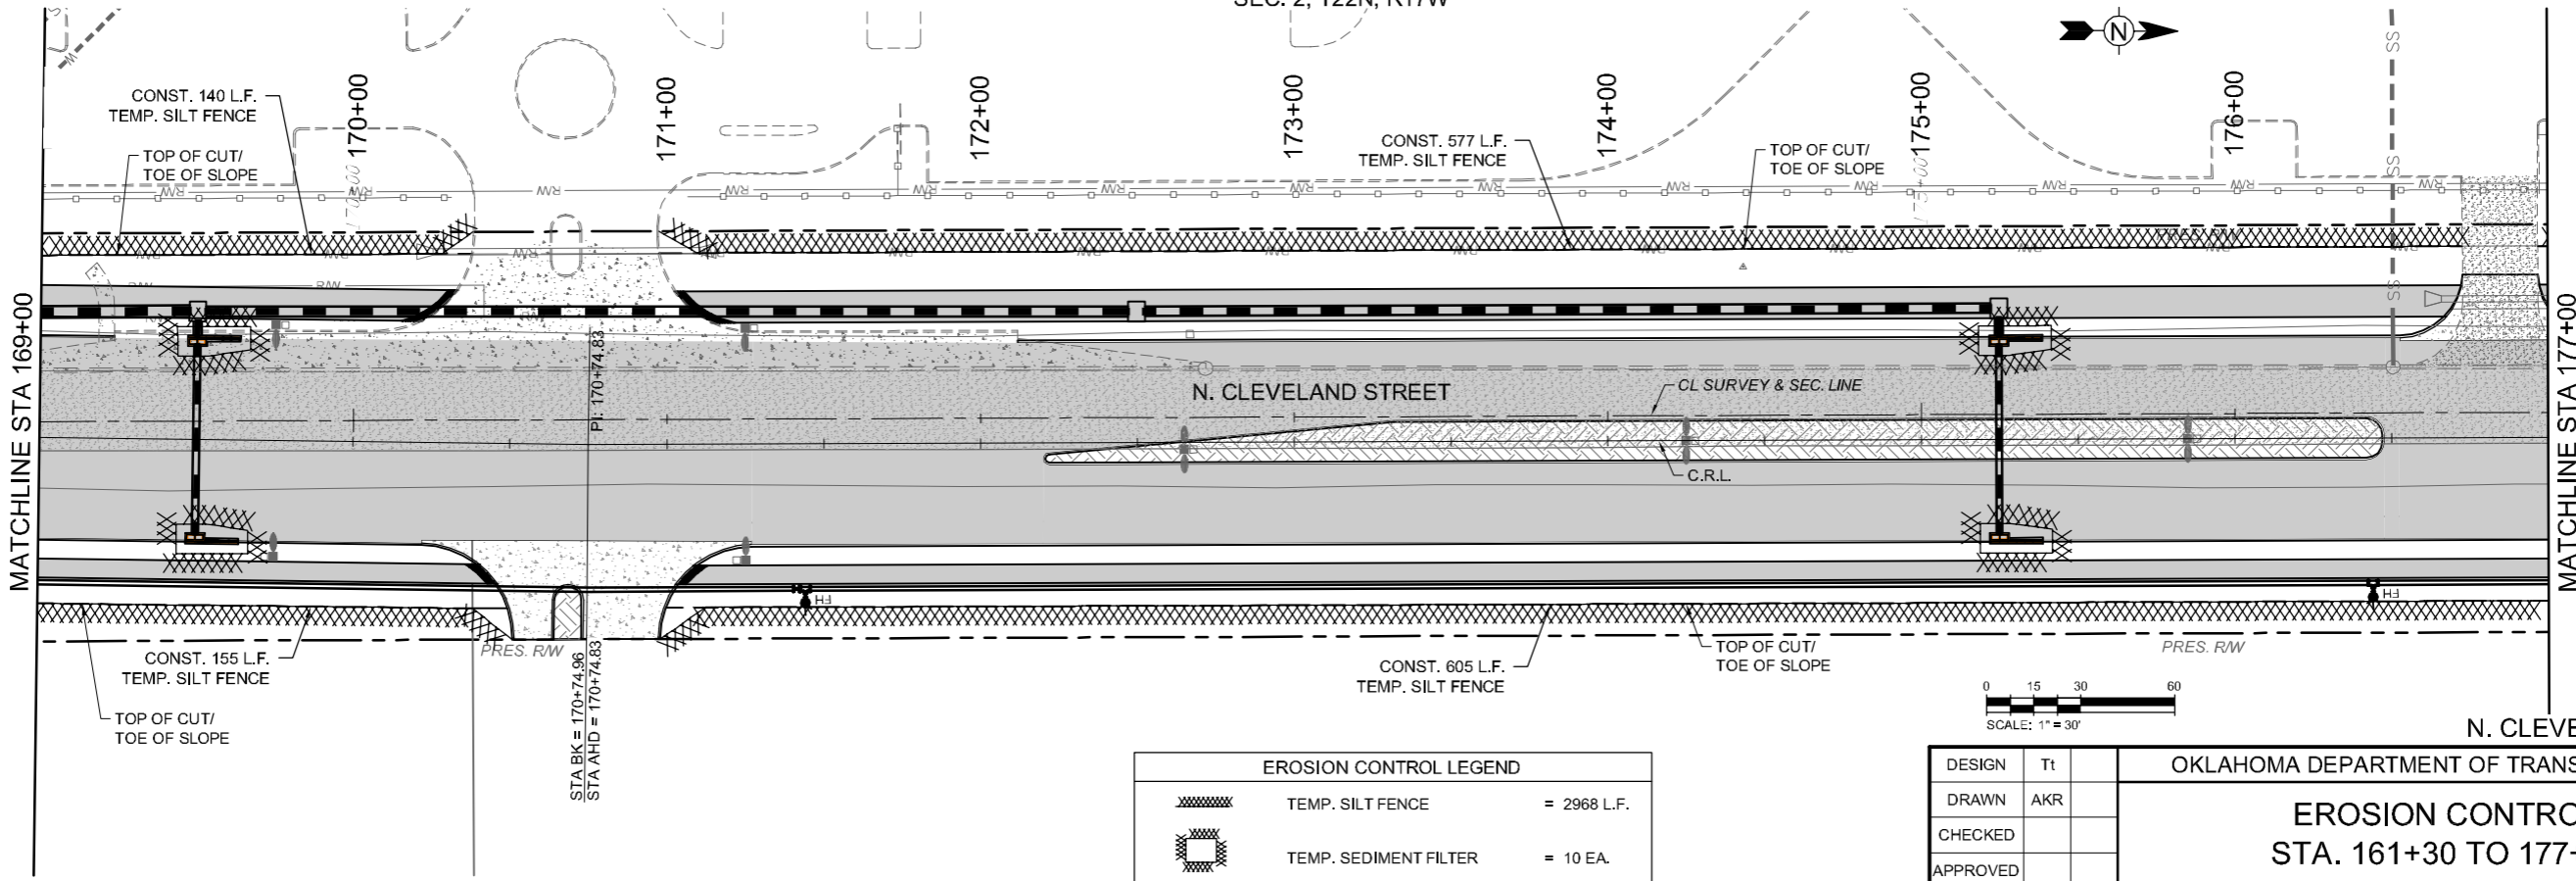 SEC. 2, T22N, R17W
N
CONST. 140 L.F.
TEMP. SILT FENCE
TOP OF CUT/
TOE OF SLOPE
170+00
171+00
172+00
173+00
174+00
175+00
176+00
CONST. 577 L.F.
TEMP. SILT FENCE
TOP OF CUT/
TOE OF SLOPE
SS
SS
SS
R/W
R/W
R/W
R/W
R/W
R/W
R/W
R/W
R/W
R/W
R/W
R/W
R/W
PRES. R/W
MATCHLINE STA 169+00
MATCHLINE STA 177+00
PI: 170+74.83
N. CLEVELAND STREET
CL SURVEY & SEC. LINE
C.R.L.
FH
FH
CONST. 155 L.F.
TEMP. SILT FENCE
TOP OF CUT/
TOE OF SLOPE
PRES. R/W
STA BK = 170+74.96
STA AHD = 170+74.83
CONST. 605 L.F.
TEMP. SILT FENCE
TOP OF CUT/
TOE OF SLOPE
PRES. R/W
0 15 30 60
SCALE: 1" = 30'
N. CLEVE
EROSION CONTROL LEGEND
TEMP. SILT FENCE = 2968 L.F.
TEMP. SEDIMENT FILTER = 10 EA.
DESIGN Tt
DRAWN AKR
CHECKED
APPROVED
OKLAHOMA DEPARTMENT OF TRANS
EROSION CONTRO
STA. 161+30 TO 177+